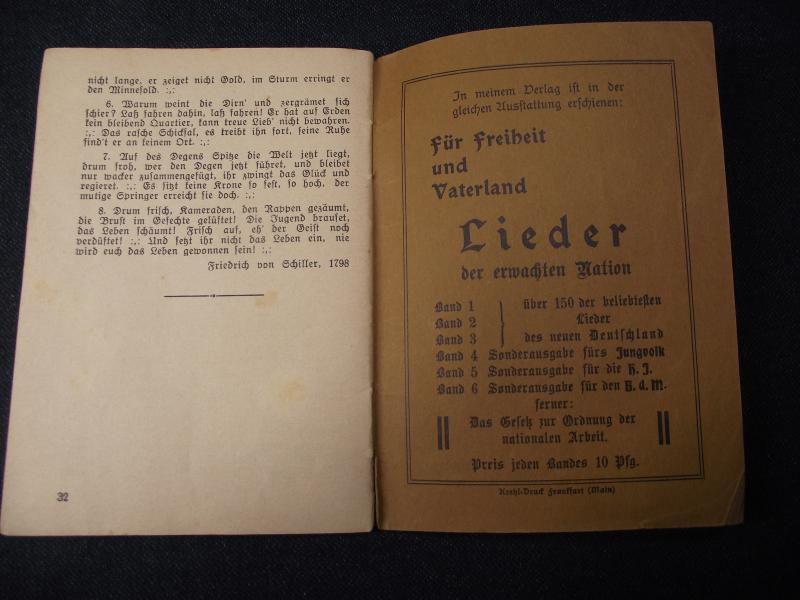 nicht lange, er zeiget nicht Gold, im Sturm erringt er
den Minnesold. :,:
6. Warum weint die Dirn' und zergrämet sich
schier? Laß fahren dahin, laß fahren! Er hat auf Erden
kein bleibend Quartier, kann treue Lieb' nicht bewahren.
:,: Das rasche Schicksal, es treibt ihn fort, seine Ruhe
find't er an keinem Ort. :,:
7. Auf des Degens Spitze die Welt jetzt liegt,
drum froh, wer den Degen jetzt führet, und bleibet
nur wacker zusammengefügt, ihr zwingt das Glück und
regieret. :,: Es sitzt keine Krone so fest, so hoch, der
mutige Springer erreicht sie doch. :,:
8. Drum frisch, Kameraden, den Rappen gezäumt,
die Brust im Gefechte gelüftet! Die Jugend brauset,
das Leben schäumt! Frisch auf, eh' der Geist noch
verdüftet! :,: Und setzt ihr nicht das Leben ein, nie
wird euch das Leben gewonnen sein! :,:
Friedrich von Schiller, 1798
32
In meinem Verlag ist in der
gleichen Ausstattung erschienen:
Für Freiheit
und
Vaterland
Lieder
der erwachten Nation
Band 1 über 150 der beliebtesten
Band 2 Lieder
Band 3 des neuen Deutschland
Band 4 Sonderausgabe fürs Jungvolk
Band 5 Sonderausgabe für die H. J.
Band 6 Sonderausgabe für den B. d. M.
ferner:
Das Gesetz zur Ordnung der
nationalen Arbeit.
Preis jeden Bandes 10 Pfg.
Druck Frankfurt (Main)